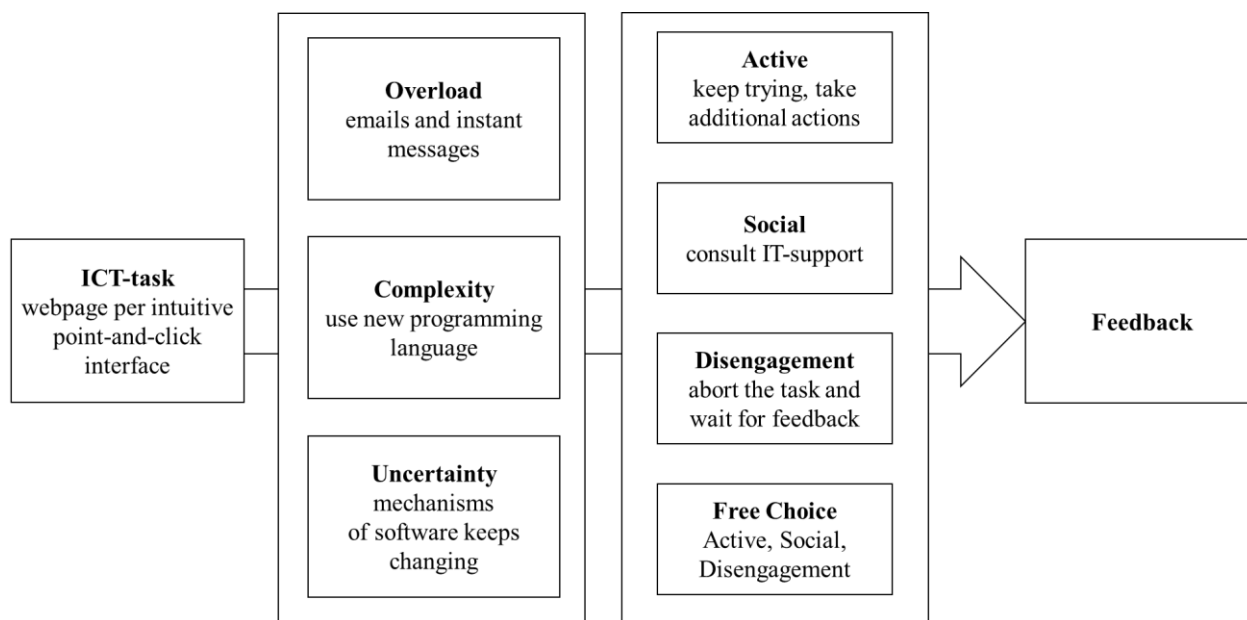 ICT-task
webpage per intuitive
point-and-click
interface
Overload
emails and instant
messages
Complexity
use new programming
language
Uncertainty
mechanisms
of software keeps
changing
Active
keep trying, take
additional actions
Social
consult IT-support
Disengagement
abort the task and
wait for feedback
Free Choice
Active, Social,
Disengagement
Feedback